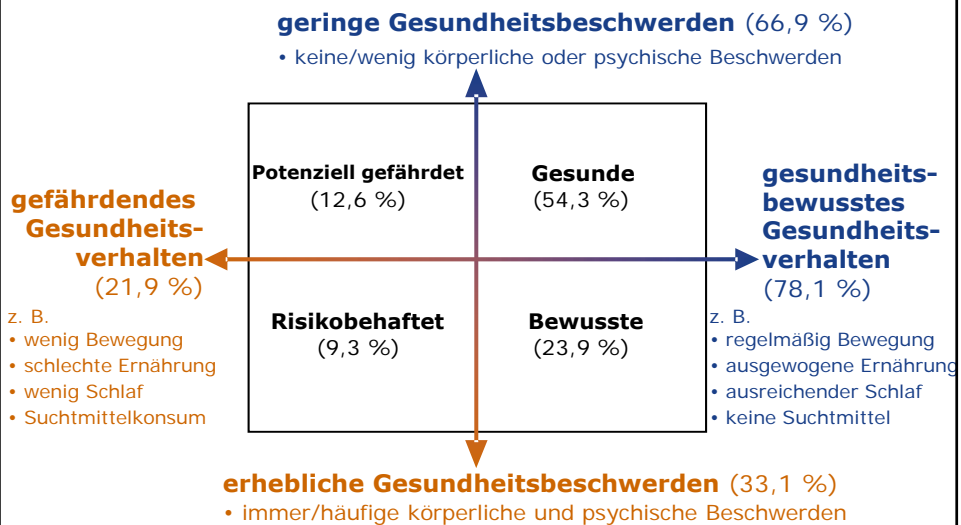 geringe Gesundheitsbeschwerden (66,9 %)
• keine/wenig körperliche oder psychische Beschwerden
Potenziell gefährdet
(12,6 %)
Gesunde
(54,3 %)
gefährdendes
Gesundheits-
verhalten
(21,9 %)
z. B.
• wenig Bewegung
• schlechte Ernährung
• wenig Schlaf
• Suchtmittelkonsum
gesundheits-
bewusstes
Gesundheits-
verhalten
(78,1 %)
z. B.
• regelmäßig Bewegung
• ausgewogene Ernährung
• ausreichender Schlaf
• keine Suchtmittel
Risikobehaftet
(9,3 %)
Bewusste
(23,9 %)
erhebliche Gesundheitsbeschwerden (33,1 %)
• immer/häufige körperliche und psychische Beschwerden